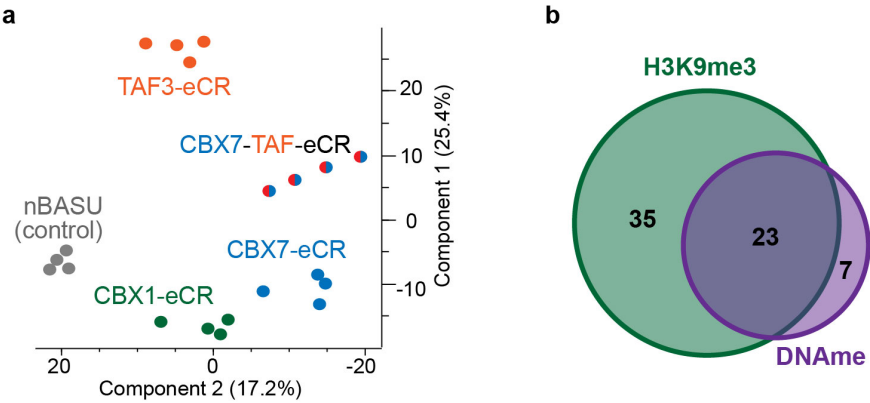 a
b
TAF3-eCR
CBX7-TAF-eCR
nBASU
(control)
CBX7-eCR
CBX1-eCR
20
10
0
-10
Component 1 (25.4%)
20
0
-20
Component 2 (17.2%)
H3K9me3
35
23
7
DNAme